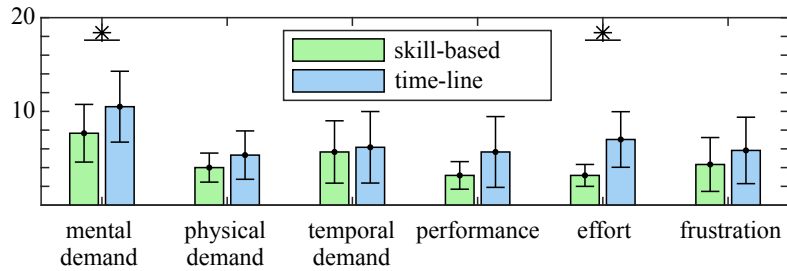 20
skill-based
time-line
10
mental physical temporal performance effort frustration
demand demand demand